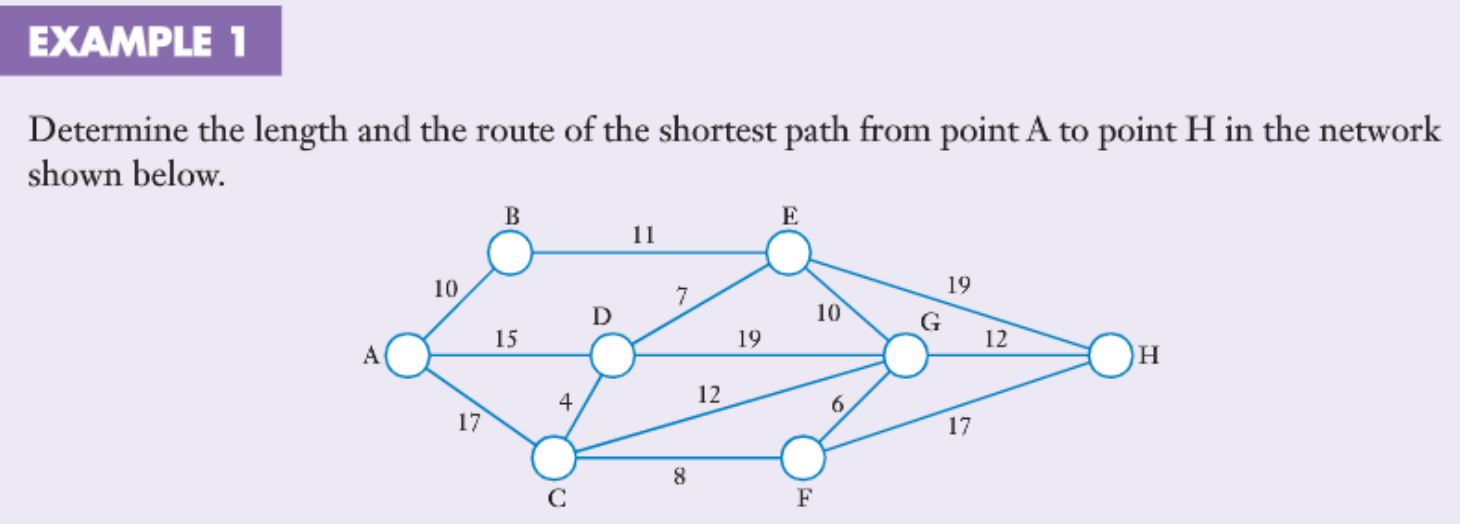 EXAMPLE 1
Determine the length and the route of the shortest path from point A to point H in the network
shown below.
B
E
11
10
7
19
D
10
G
A
15
19
12
H
17
4
12
6
17
8
C
F